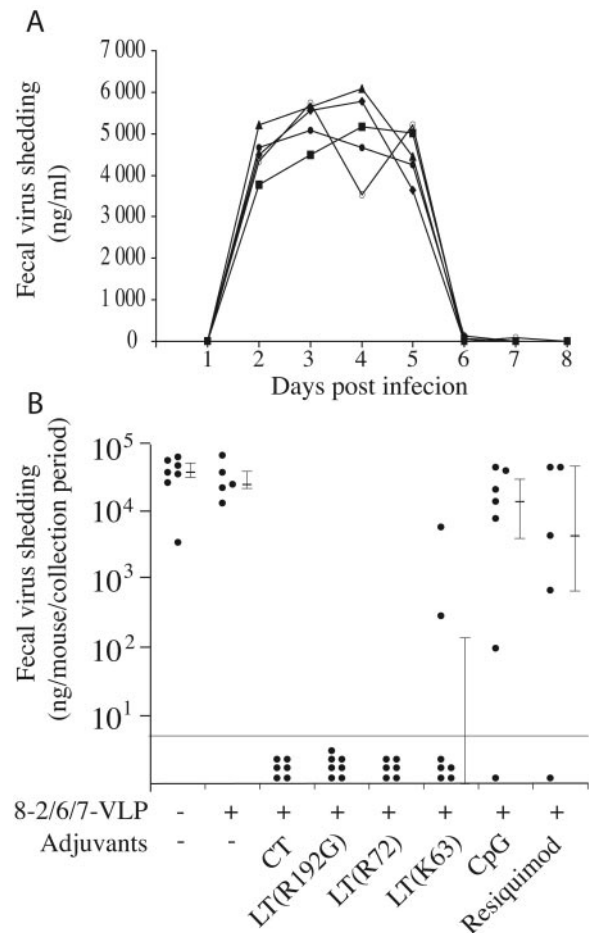 A
Fecal virus shedding
(ng/ml)
7 000
6 000
5 000
4 000
3 000
2 000
1 000
0
1 2 3 4 5 6 7 8
Days post infecion
B
Fecal virus shedding
(ng/mouse/collection period)
10^5
10^4
10^3
10^2
10^1
8-2/6/7-VLP - + + + + + + +
Adjuvants - - CT LT(R192G) LT(R72) LT(K63) CpG Resiquimod